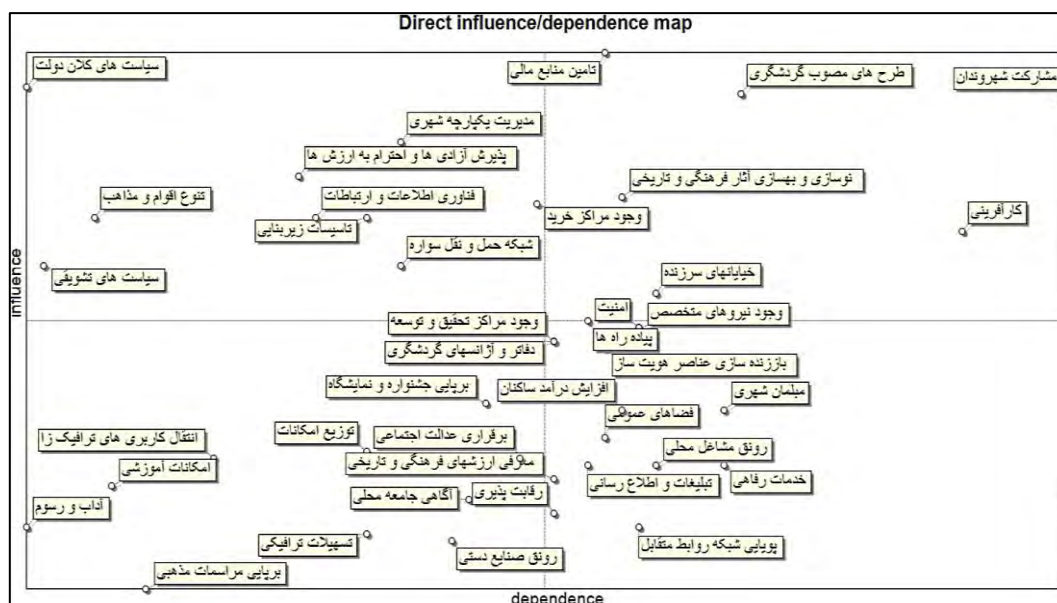 Direct influence/dependence map
سیاست های کلان دولت
تامین منابع مالی
طرح های مصوب گردشگری
مشارکت شهروندان
مدیریت یکپارچه شهری
پذیرش آزادی ها و احترام به ارزش ها
نوسازی و بهسازی آثار فرهنگی و تاریخی
تنوع اقوام و مذاهب
فناوری اطلاعات و ارتباطات
وجود مراکز خرید
کارآفرینی
تاسیسات زیربنایی
شبکه حمل و نقل سواره
سیاست های تشویقی
خیابانهای سرزنده
influence
امنیت
وجود نیروهای متخصص
وجود مراکز تحقیق و توسعه
پیاده راه ها
دفاتر و آژانسهای گردشگری
باززنده سازی عناصر هویت ساز
برپایی جشنواره و نمایشگاه
افزایش درآمد ساکنان
مبلمان شهری
فضاهای عمومی
انتقال کاربری های ترافیک زا
توزیع امکانات
برقراری عدالت اجتماعی
رونق مشاغل محلی
امکانات آموزشی
معرفی ارزشهای فرهنگی و تاریخی
تبلیغات و اطلاع رسانی
خدمات رفاهی
آداب و رسوم
آگاهی جامعه محلی
رقابت پذیری
تسهیلات ترافیکی
رونق صنایع دستی
پویایی شبکه روابط متقابل
برپایی مراسمات مذهبی
dependence